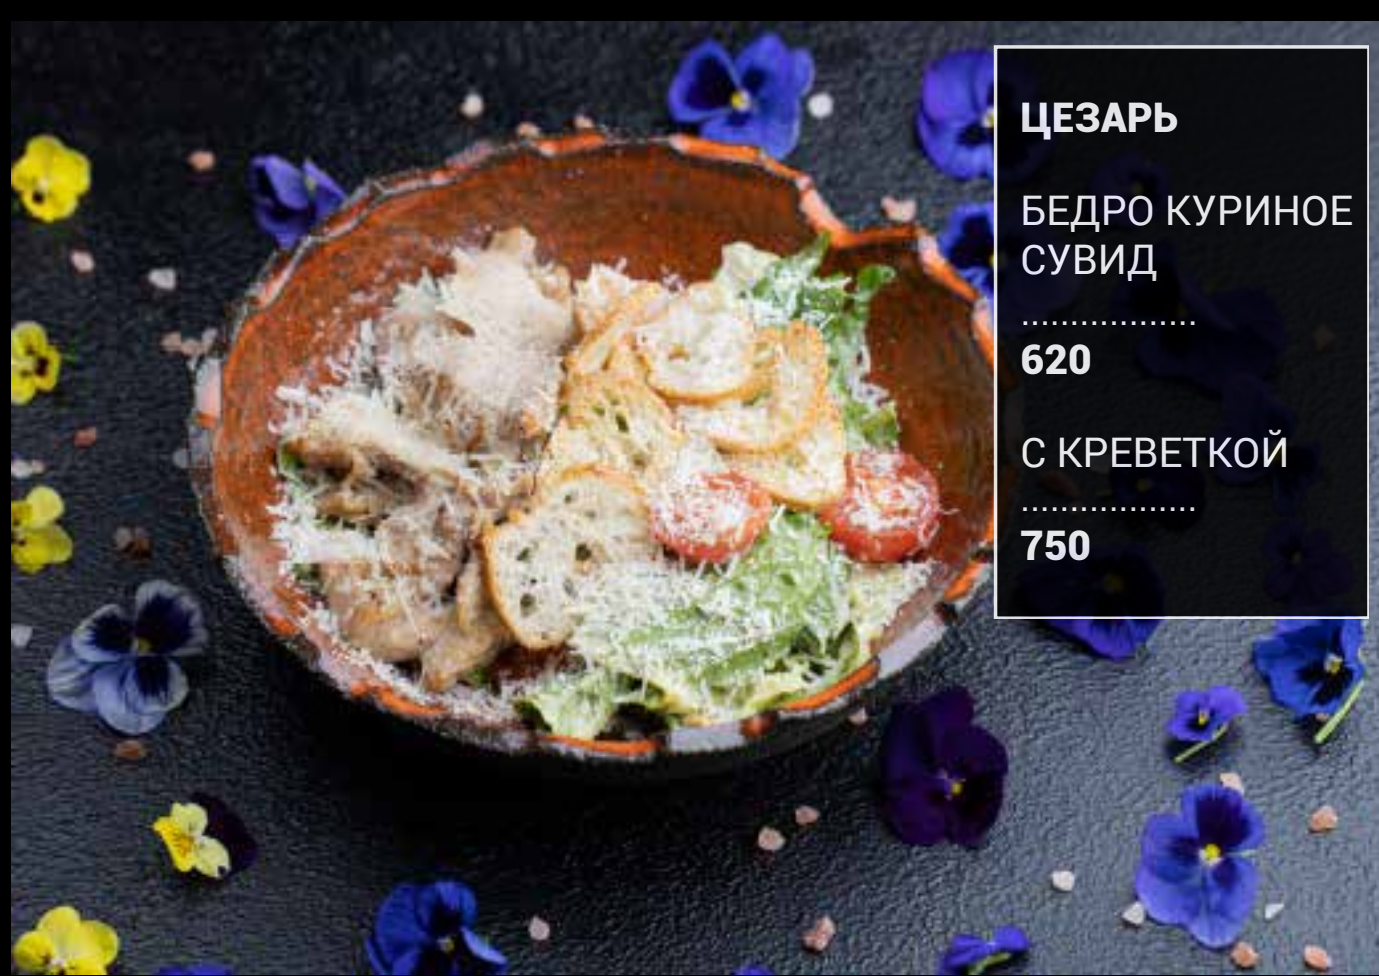 ЦЕЗАРЬ
БЕДРО КУРИНОЕ
СУВИД
..................
620
С КРЕВЕТКОЙ
..................
750